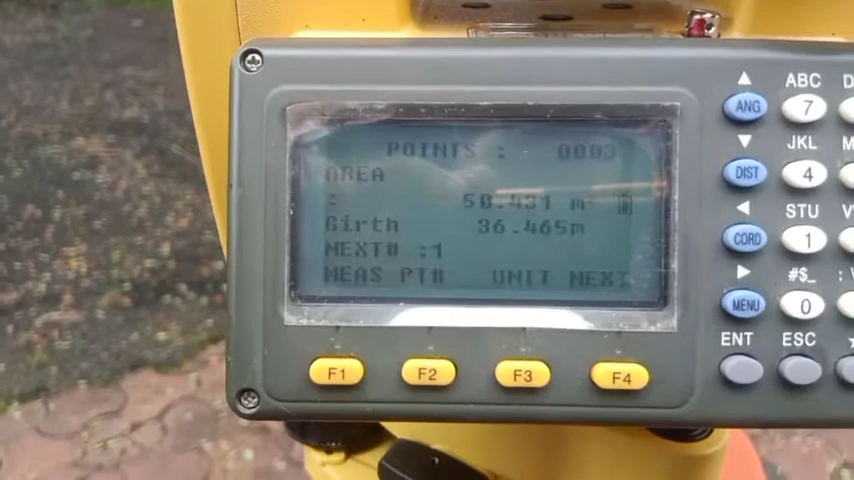 POINTS : 0003
AREA
: 50.431 m²
Girth 36.465m
NEXT# :1
MEAS PT# UNIT NEXT
F1 F2 F3 F4
ANG ABC 7
DIST JKL 4
CORD STU 1
MENU #$_ 0
ENT ESC